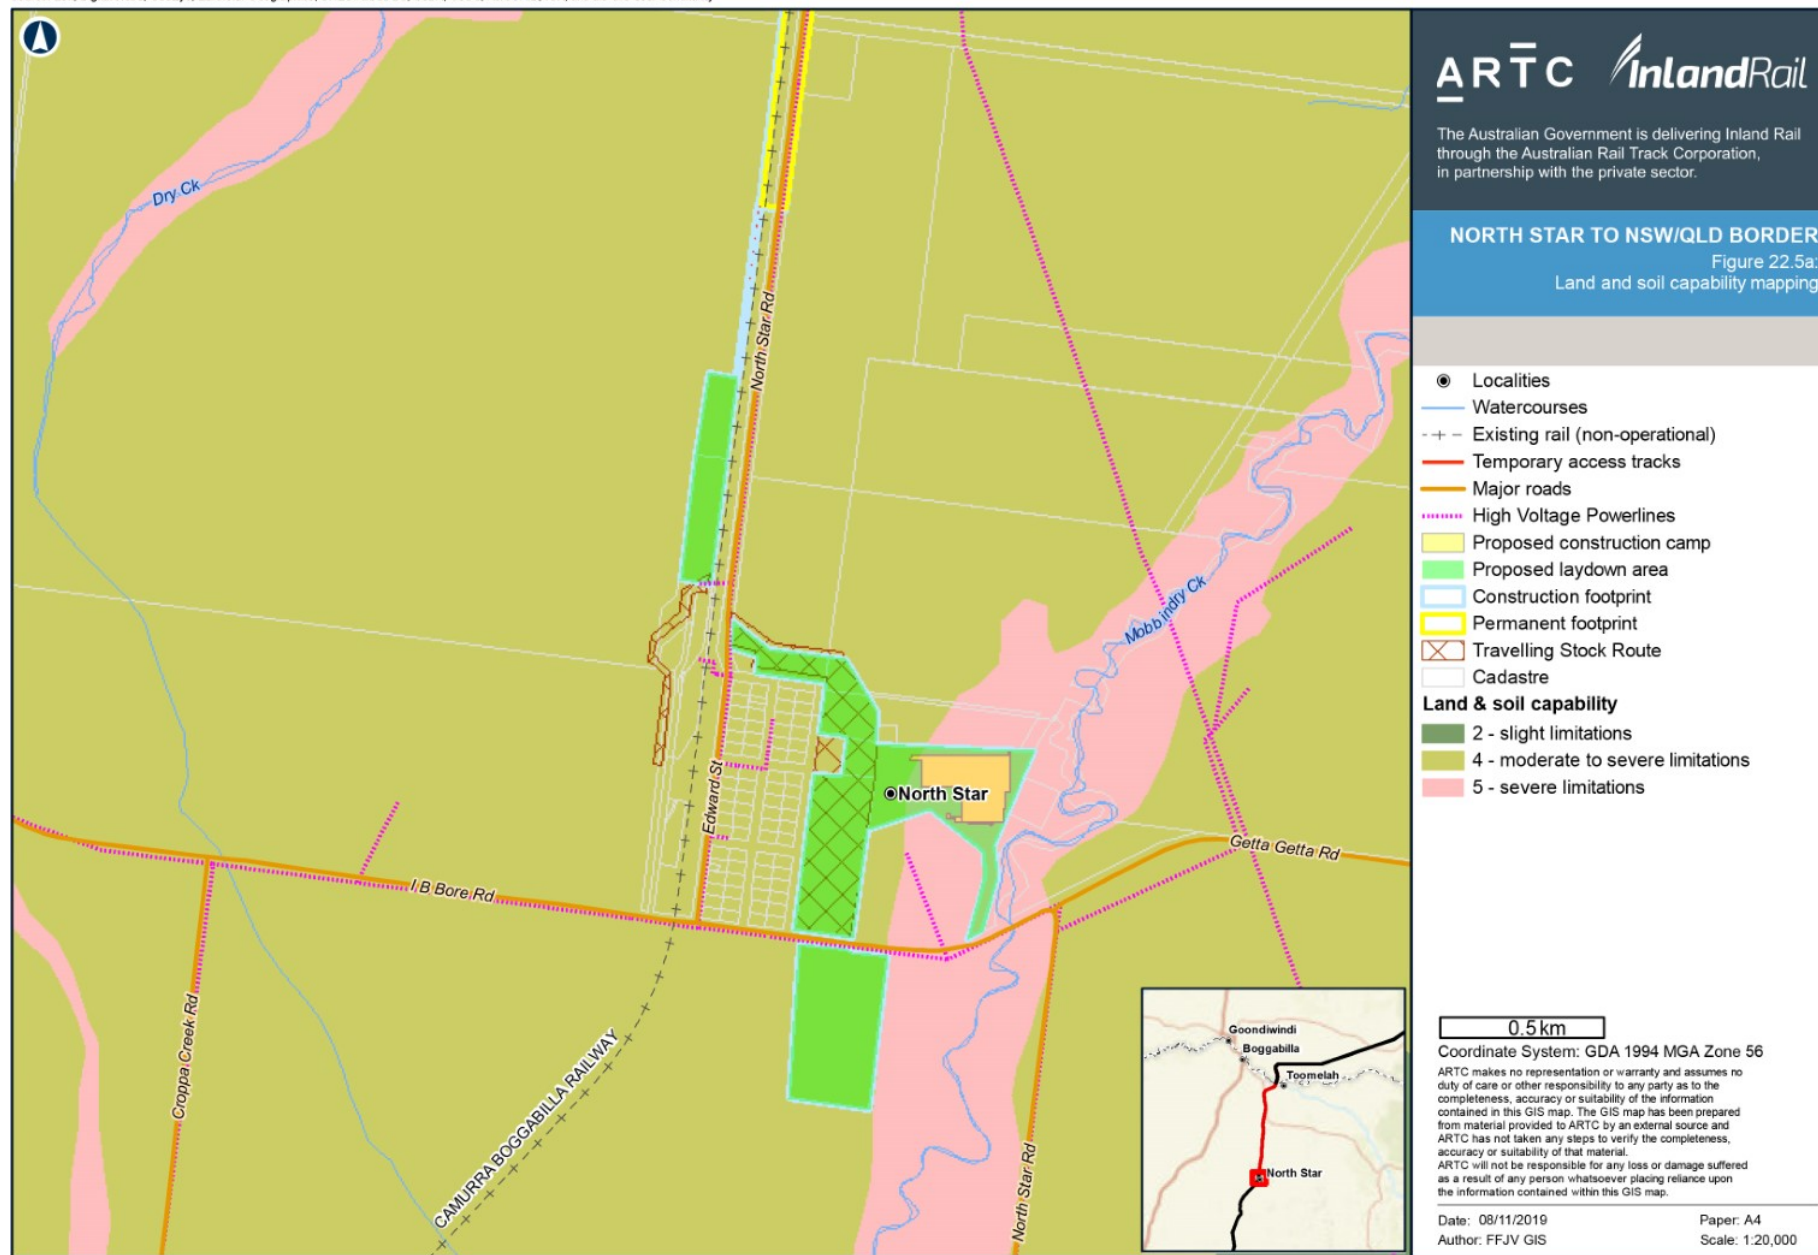 ARTC InlandRail
The Australian Government is delivering Inland Rail
through the Australian Rail Track Corporation,
in partnership with the private sector.
NORTH STAR TO NSW/QLD BORDER
Figure 22.5a:
Land and soil capability mapping
Localities
Watercourses
Existing rail (non-operational)
Temporary access tracks
Major roads
High Voltage Powerlines
Proposed construction camp
Proposed laydown area
Construction footprint
Permanent footprint
Travelling Stock Route
Cadastre
Land & soil capability
2 - slight limitations
4 - moderate to severe limitations
5 - severe limitations
0.5 km
Coordinate System: GDA 1994 MGA Zone 56
ARTC makes no representation or warranty and assumes no
duty of care or other responsibility to any party as to the
completeness, accuracy or suitability of the information
contained in this GIS map. The GIS map has been prepared
from material provided to ARTC by an external source and
ARTC has not taken any steps to verify the completeness,
accuracy or suitability of that material.
ARTC will not be responsible for any loss or damage suffered
as a result of any person whatsoever placing reliance upon
the information contained within this GIS map.
Date: 08/11/2019 Paper: A4
Author: FFJV GIS Scale: 1:20,000
Dry Ck
North Star Rd
Mobbindry Ck
Edward St
North Star
Getta Getta Rd
I B Bore Rd
Croppa Creek Rd
CAMURRA BOGGABILLA RAILWAY
North Star Rd
Goondiwindi
Boggabilla
Toomelah
North Star